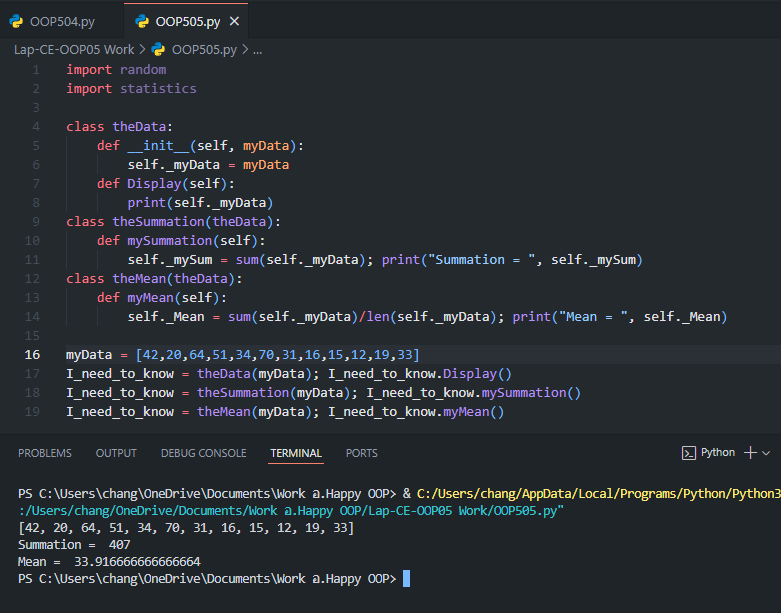 OOP504.py OOP505.py
Lap-CE-OOP05 Work > OOP505.py > ...
1 import random
2 import statistics
3
4 class theData:
5     def __init__(self, myData):
6         self._myData = myData
7     def Display(self):
8         print(self._myData)
9 class theSummation(theData):
10     def mySummation(self):
11         self._mySum = sum(self._myData); print("Summation = ", self._mySum)
12 class theMean(theData):
13     def myMean(self):
14         self._Mean = sum(self._myData)/len(self._myData); print("Mean = ", self._Mean)
15
16 myData = [42,20,64,51,34,70,31,16,15,12,19,33]
17 I_need_to_know = theData(myData); I_need_to_know.Display()
18 I_need_to_know = theSummation(myData); I_need_to_know.mySummation()
19 I_need_to_know = theMean(myData); I_need_to_know.myMean()
PROBLEMS OUTPUT DEBUG CONSOLE TERMINAL PORTS Python
PS C:\Users\chang\OneDrive\Documents\Work อ.Happy OOP> & C:/Users/chang/AppData/Local/Programs/Python/Python3
:/Users/chang/OneDrive/Documents/Work อ.Happy OOP/Lap-CE-OOP05 Work/OOP505.py"
[42, 20, 64, 51, 34, 70, 31, 16, 15, 12, 19, 33]
Summation =  407
Mean =  33.916666666666664
PS C:\Users\chang\OneDrive\Documents\Work อ.Happy OOP>